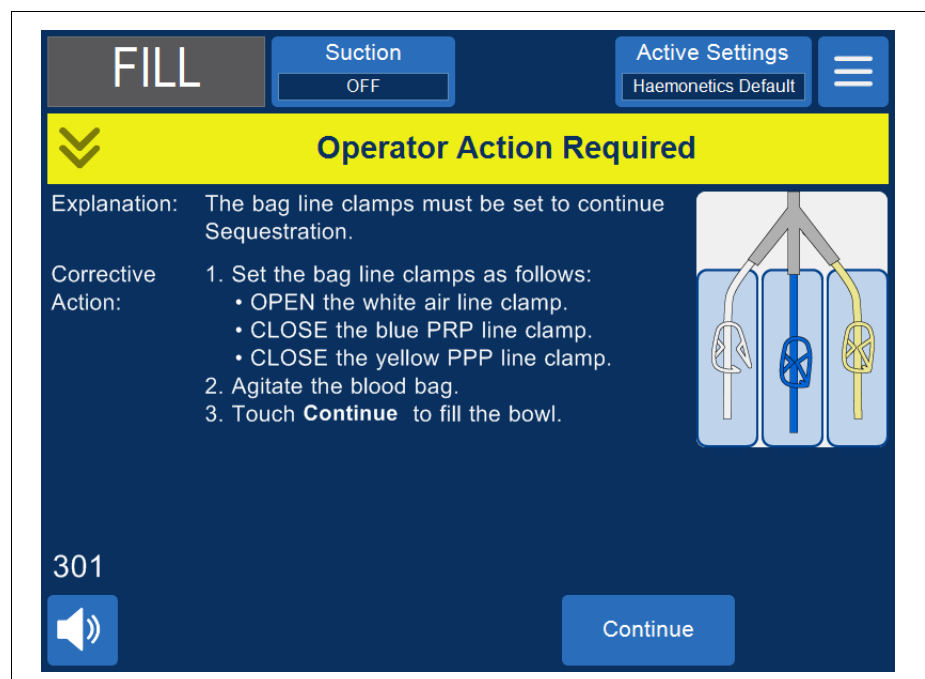 FILL
Suction
OFF
Active Settings
Haemonetics Default
Operator Action Required
Explanation:
The bag line clamps must be set to continue
Sequestration.
Corrective
Action:
1. Set the bag line clamps as follows:
• OPEN the white air line clamp.
• CLOSE the blue PRP line clamp.
• CLOSE the yellow PPP line clamp.
2. Agitate the blood bag.
3. Touch Continue to fill the bowl.
301
Continue